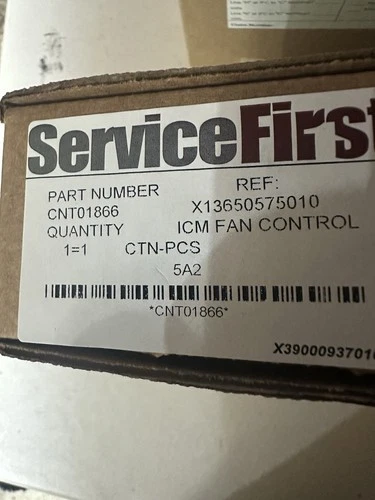 ServiceFirst
PART NUMBER REF:
CNT01866 X13650575010
QUANTITY ICM FAN CONTROL
1=1 CTN-PCS
5A2
*CNT01866*